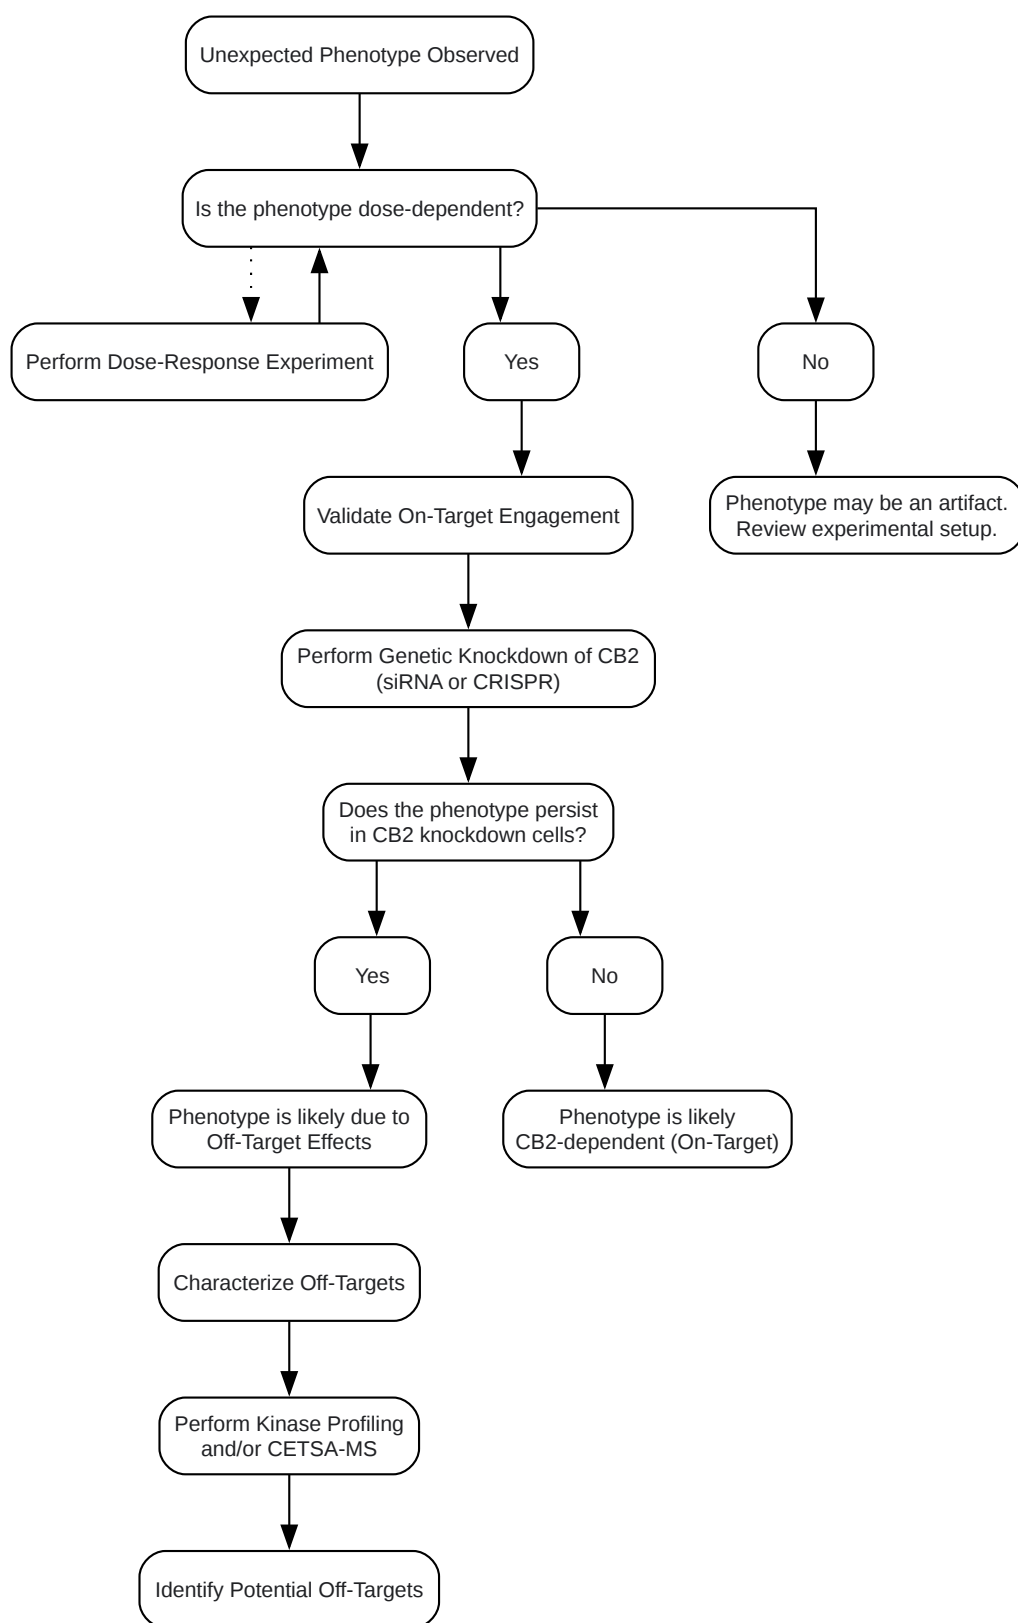 Unexpected Phenotype Observed
Is the phenotype dose-dependent?
Perform Dose-Response Experiment
Yes
No
Validate On-Target Engagement
Phenotype may be an artifact.
Review experimental setup.
Perform Genetic Knockdown of CB2
(siRNA or CRISPR)
Does the phenotype persist
in CB2 knockdown cells?
Yes
No
Phenotype is likely due to
Off-Target Effects
Phenotype is likely
CB2-dependent (On-Target)
Characterize Off-Targets
Perform Kinase Profiling
and/or CETSA-MS
Identify Potential Off-Targets